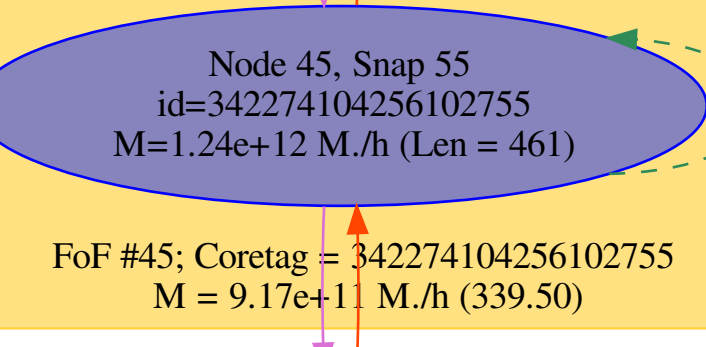 Node 45, Snap 55
id=342274104256102755
M=1.24e+12 M./h (Len = 461)
FoF #45; Coretag = 342274104256102755
M = 9.17e+11 M./h (339.50)